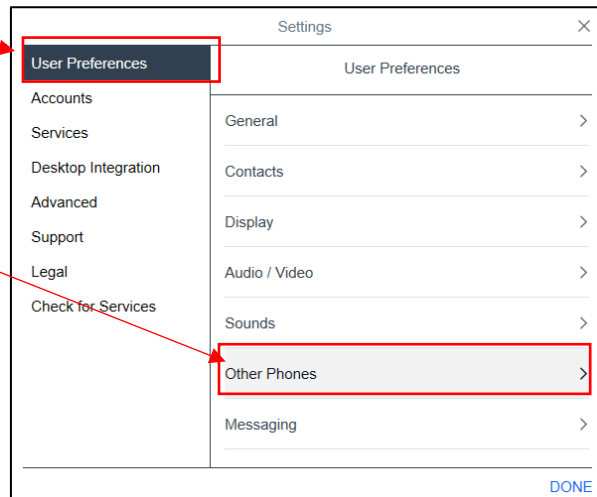 Settings
User Preferences
Accounts
Services
Desktop Integration
Advanced
Support
Legal
Check for Services
User Preferences
General
Contacts
Display
Audio / Video
Sounds
Other Phones
Messaging
DONE